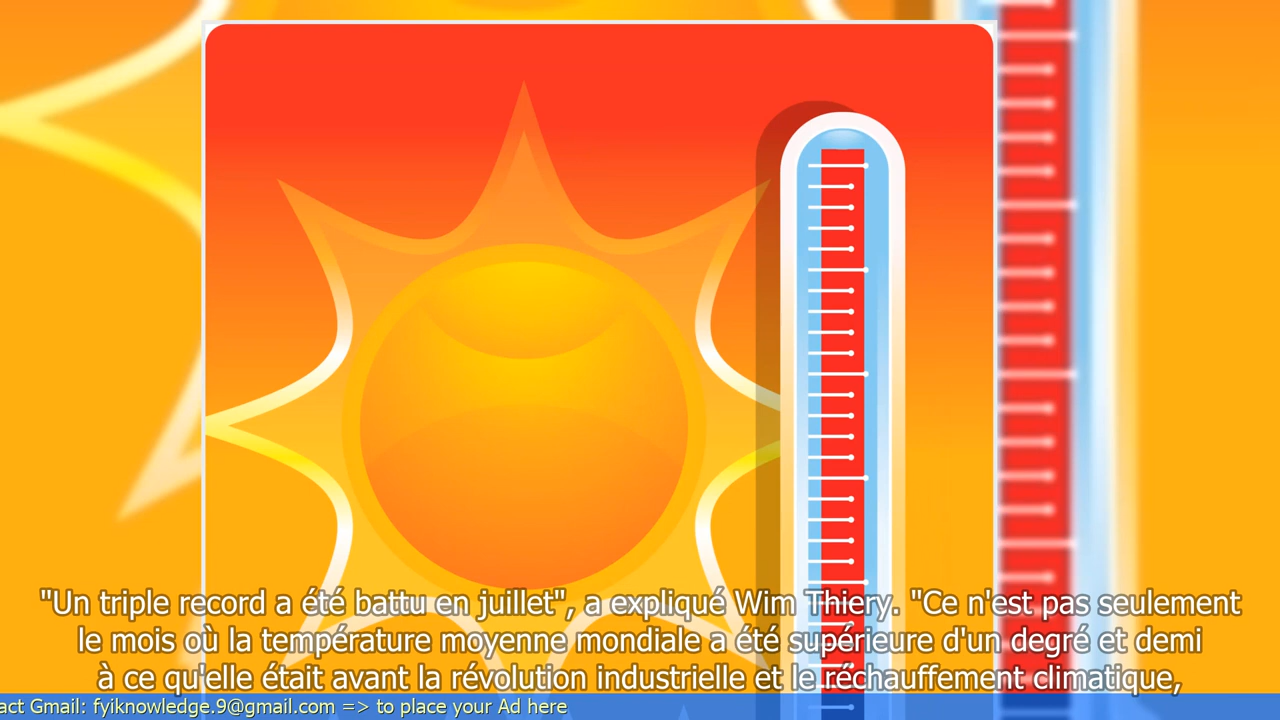 "Un triple record a été battu en juillet", a expliqué Wim Thiery. "Ce n'est pas seulement
le mois où la température moyenne mondiale a été supérieure d'un degré et demi
à ce qu'elle était avant la révolution industrielle et le réchauffement climatique,
act Gmail: fyiknowledge.9@gmail.com => to place your Ad here